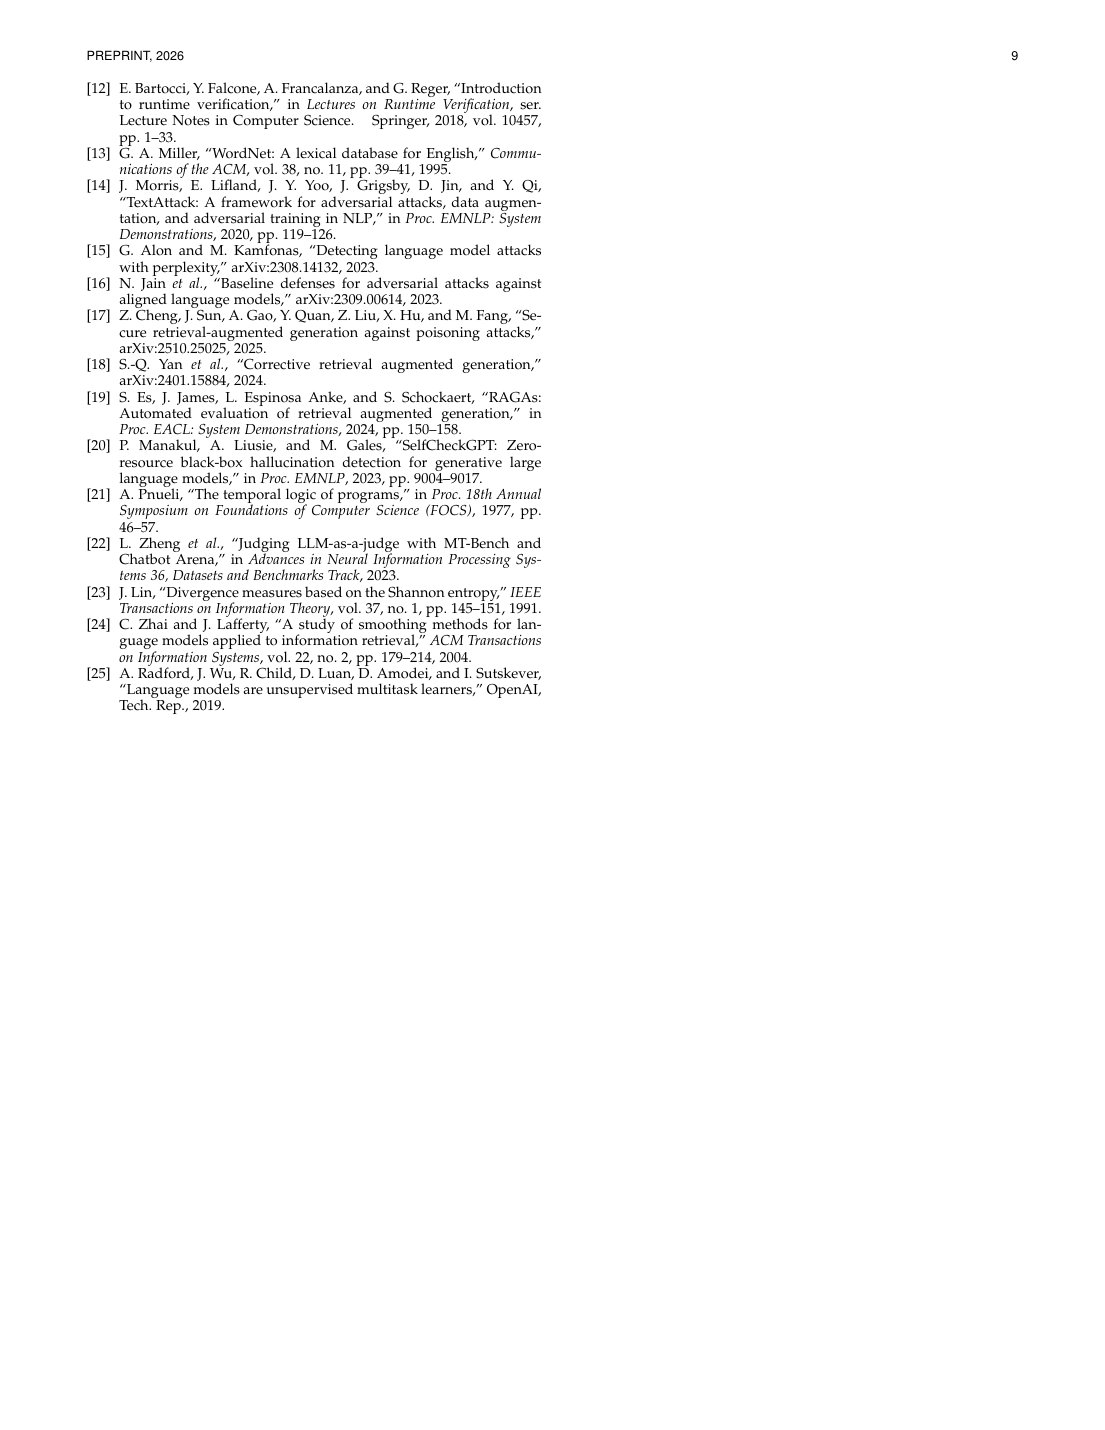 PREPRINT, 2026
9
[12] E. Bartocci, Y. Falcone, A. Francalanza, and G. Reger, “Introduction
to runtime verification,” in Lectures on Runtime Verification, ser.
Lecture Notes in Computer Science. Springer, 2018, vol. 10457,
pp. 1–33.
[13] G. A. Miller, “WordNet: A lexical database for English,” Commu-
nications of the ACM, vol. 38, no. 11, pp. 39–41, 1995.
[14] J. Morris, E. Lifland, J. Y. Yoo, J. Grigsby, D. Jin, and Y. Qi,
“TextAttack: A framework for adversarial attacks, data augmen-
tation, and adversarial training in NLP,” in Proc. EMNLP: System
Demonstrations, 2020, pp. 119–126.
[15] G. Alon and M. Kamfonas, “Detecting language model attacks
with perplexity,” arXiv:2308.14132, 2023.
[16] N. Jain et al., “Baseline defenses for adversarial attacks against
aligned language models,” arXiv:2309.00614, 2023.
[17] Z. Cheng, J. Sun, A. Gao, Y. Quan, Z. Liu, X. Hu, and M. Fang, “Se-
cure retrieval-augmented generation against poisoning attacks,”
arXiv:2510.25025, 2025.
[18] S.-Q. Yan et al., “Corrective retrieval augmented generation,”
arXiv:2401.15884, 2024.
[19] S. Es, J. James, L. Espinosa Anke, and S. Schockaert, “RAGAs:
Automated evaluation of retrieval augmented generation,” in
Proc. EACL: System Demonstrations, 2024, pp. 150–158.
[20] P. Manakul, A. Liusie, and M. Gales, “SelfCheckGPT: Zero-
resource black-box hallucination detection for generative large
language models,” in Proc. EMNLP, 2023, pp. 9004–9017.
[21] A. Pnueli, “The temporal logic of programs,” in Proc. 18th Annual
Symposium on Foundations of Computer Science (FOCS), 1977, pp.
46–57.
[22] L. Zheng et al., “Judging LLM-as-a-judge with MT-Bench and
Chatbot Arena,” in Advances in Neural Information Processing Sys-
tems 36, Datasets and Benchmarks Track, 2023.
[23] J. Lin, “Divergence measures based on the Shannon entropy,” IEEE
Transactions on Information Theory, vol. 37, no. 1, pp. 145–151, 1991.
[24] C. Zhai and J. Lafferty, “A study of smoothing methods for lan-
guage models applied to information retrieval,” ACM Transactions
on Information Systems, vol. 22, no. 2, pp. 179–214, 2004.
[25] A. Radford, J. Wu, R. Child, D. Luan, D. Amodei, and I. Sutskever,
“Language models are unsupervised multitask learners,” OpenAI,
Tech. Rep., 2019.